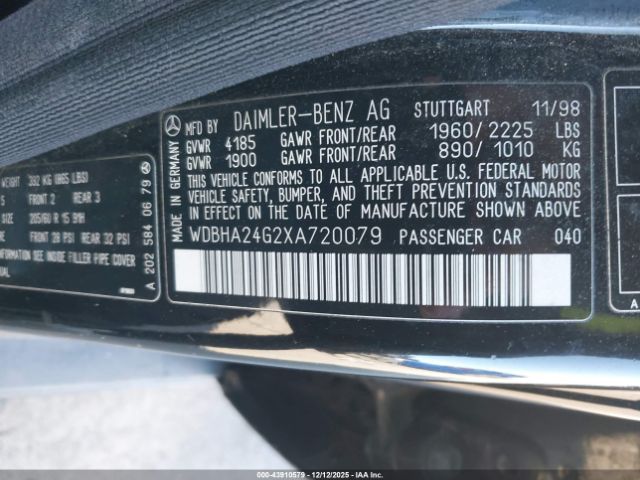 WEIGHT 392 KG (865 LBS)
S FRONT 2 REAR 3
SIZE 205/60 R 15 91H
FRONT 28 PSI REAR 32 PSI
SEE INSIDE OF FILLER PIPE COVER
A 202 584 06 79
MADE IN GERMANY
MFD BY DAIMLER-BENZ AG STUTTGART 11/98
GVWR 4185 GAWR FRONT/REAR 1960/2225 LBS
GVWR 1900 GAWR FRONT/REAR 890/1010 KG
THIS VEHICLE CONFORMS TO ALL APPLICABLE U.S. FEDERAL MOTOR
VEHICLE SAFETY, BUMPER, AND THEFT PREVENTION STANDARDS
IN EFFECT ON THE DATE OF MANUFACTURE SHOWN ABOVE.
WDBHA24G2XA720079 PASSENGER CAR 040
A
000-43910579 - 12/12/2025 - IAAI.COM